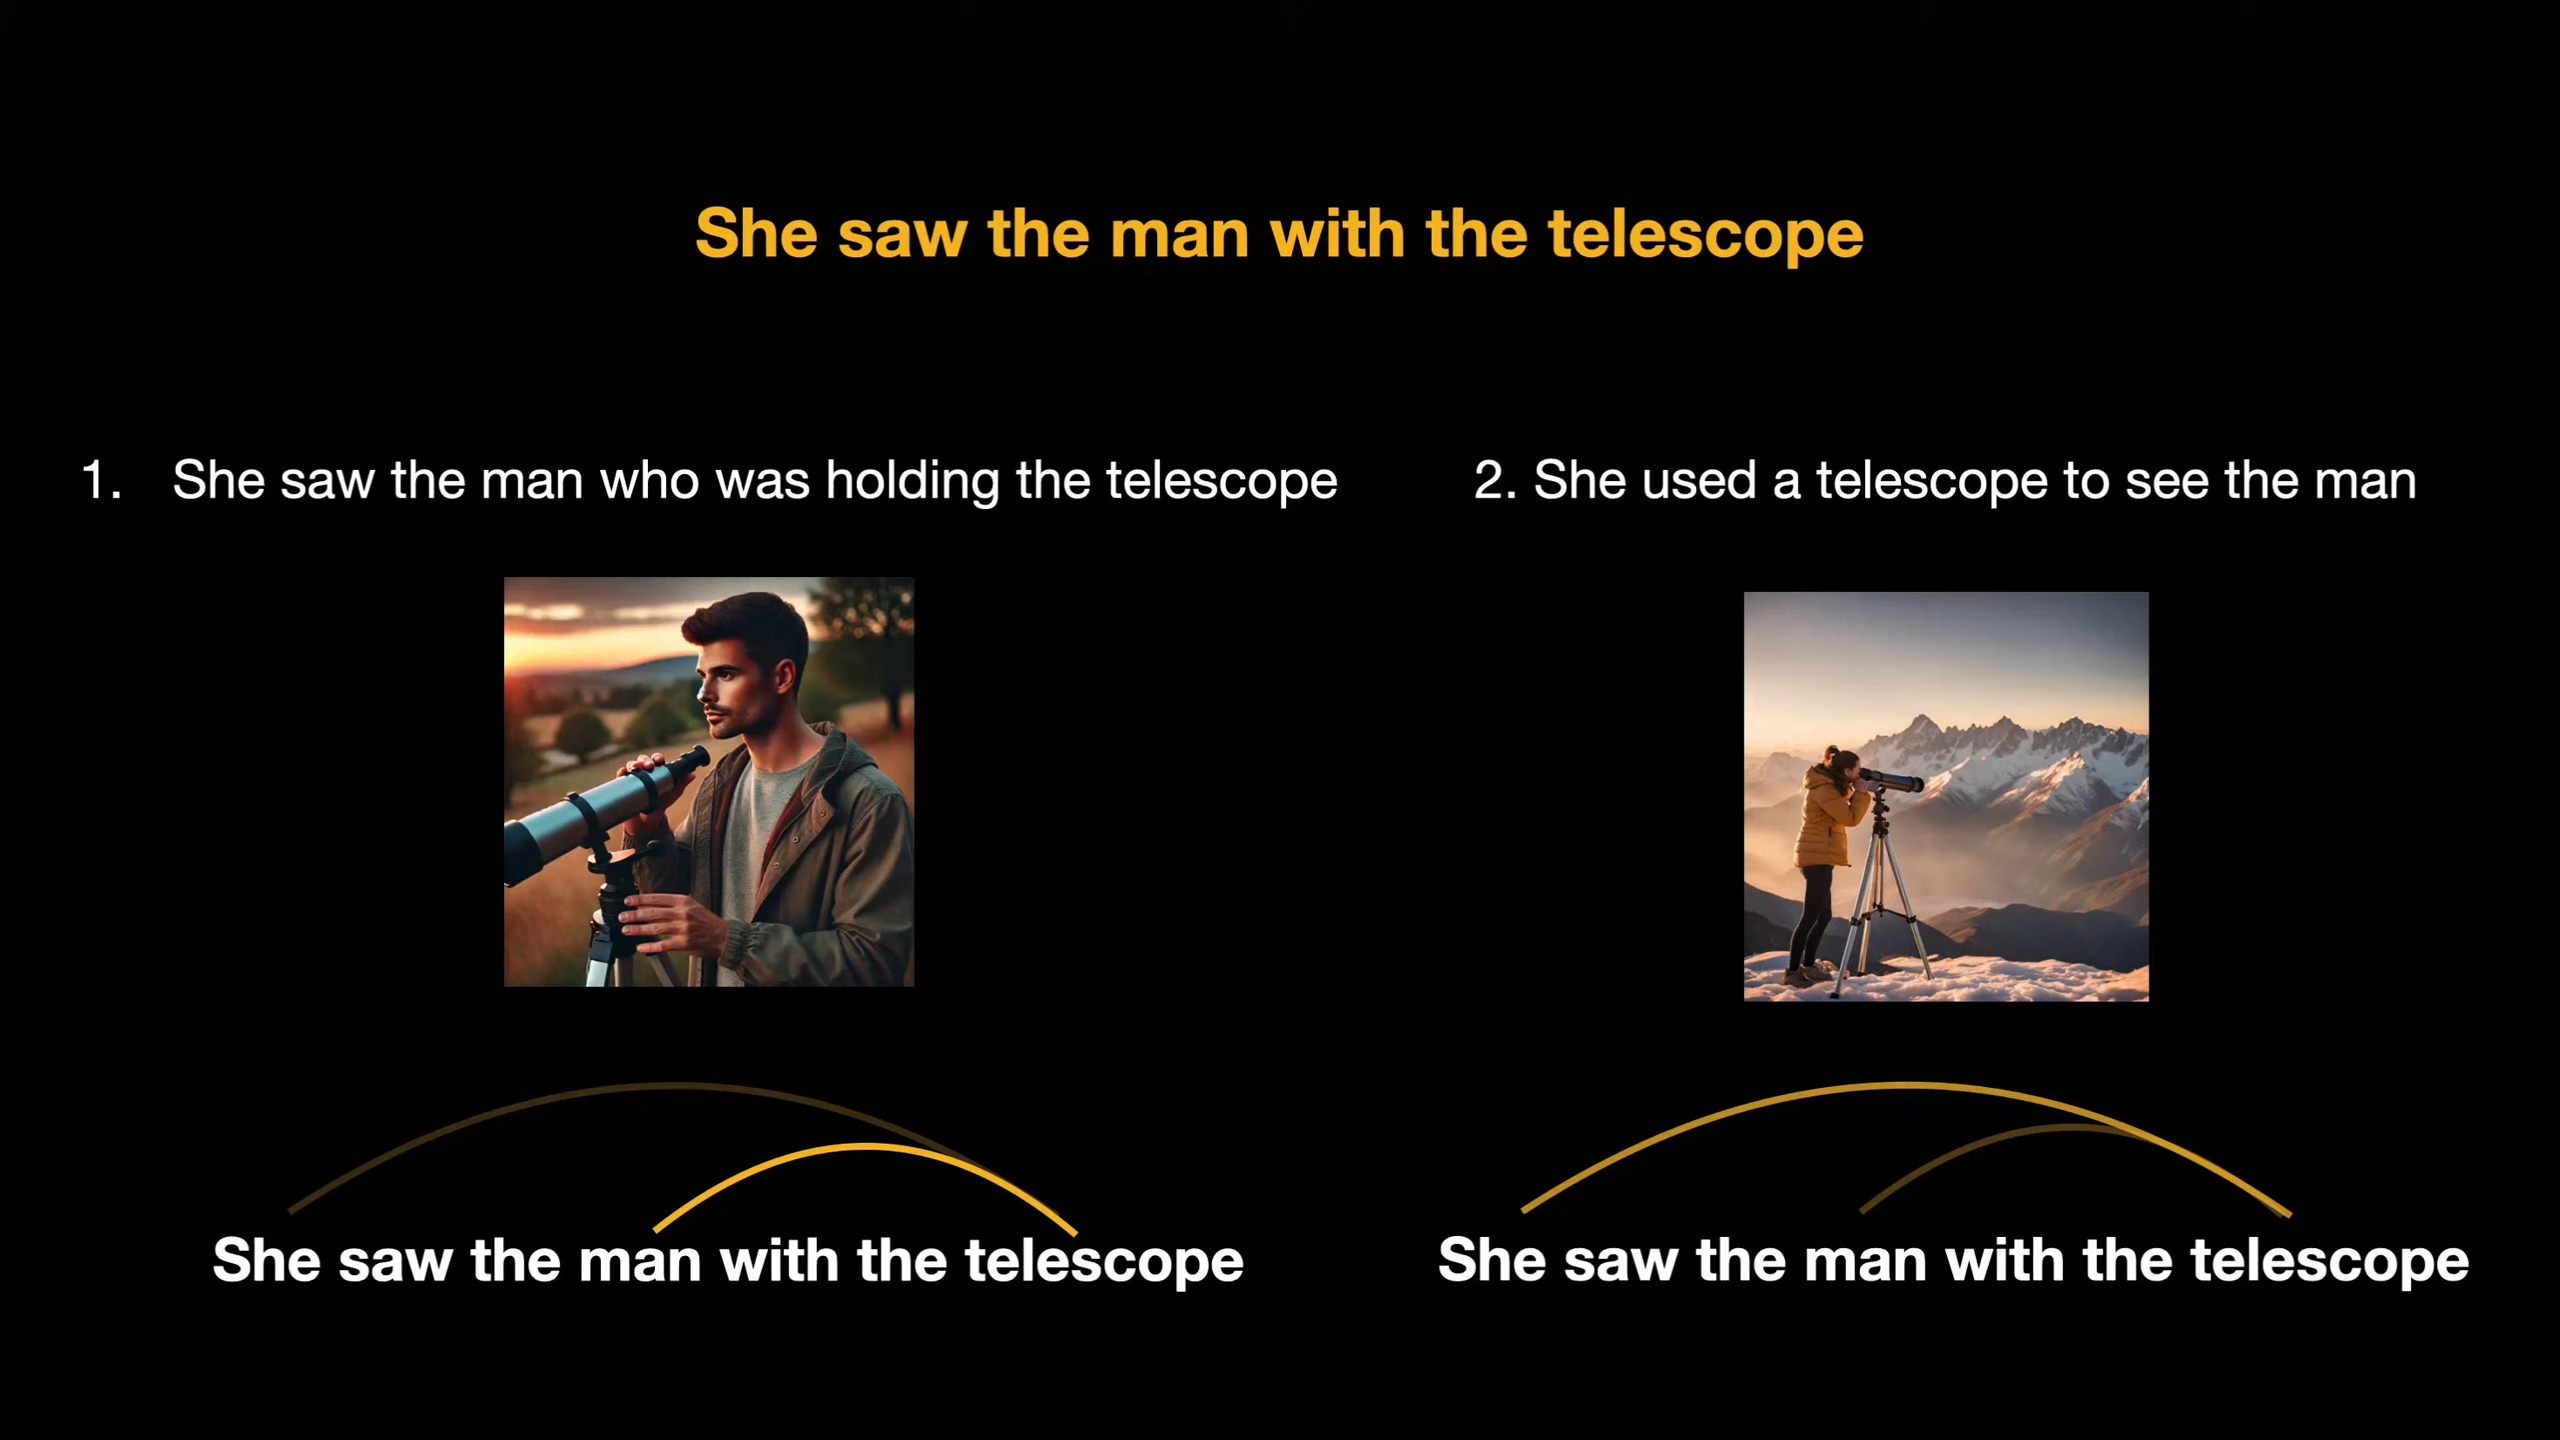 She saw the man with the telescope
1. She saw the man who was holding the telescope
2. She used a telescope to see the man
She saw the man with the telescope
She saw the man with the telescope